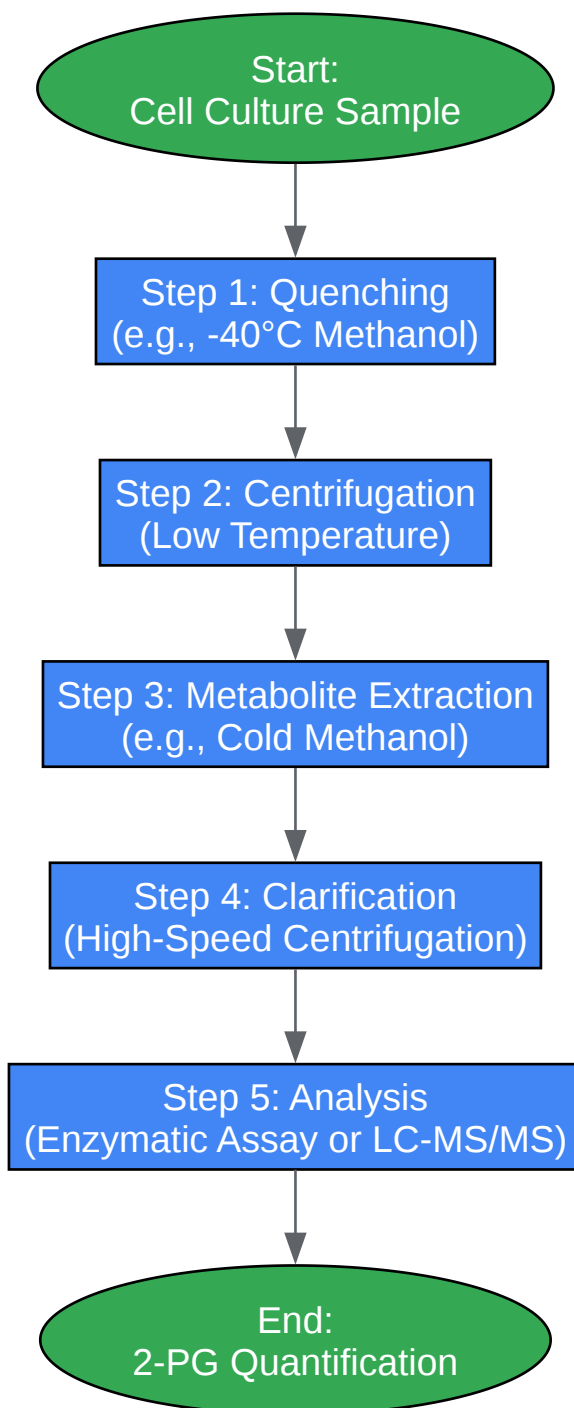 Start:
Cell Culture Sample
Step 1: Quenching
(e.g., -40°C Methanol)
Step 2: Centrifugation
(Low Temperature)
Step 3: Metabolite Extraction
(e.g., Cold Methanol)
Step 4: Clarification
(High-Speed Centrifugation)
Step 5: Analysis
(Enzymatic Assay or LC-MS/MS)
End:
2-PG Quantification